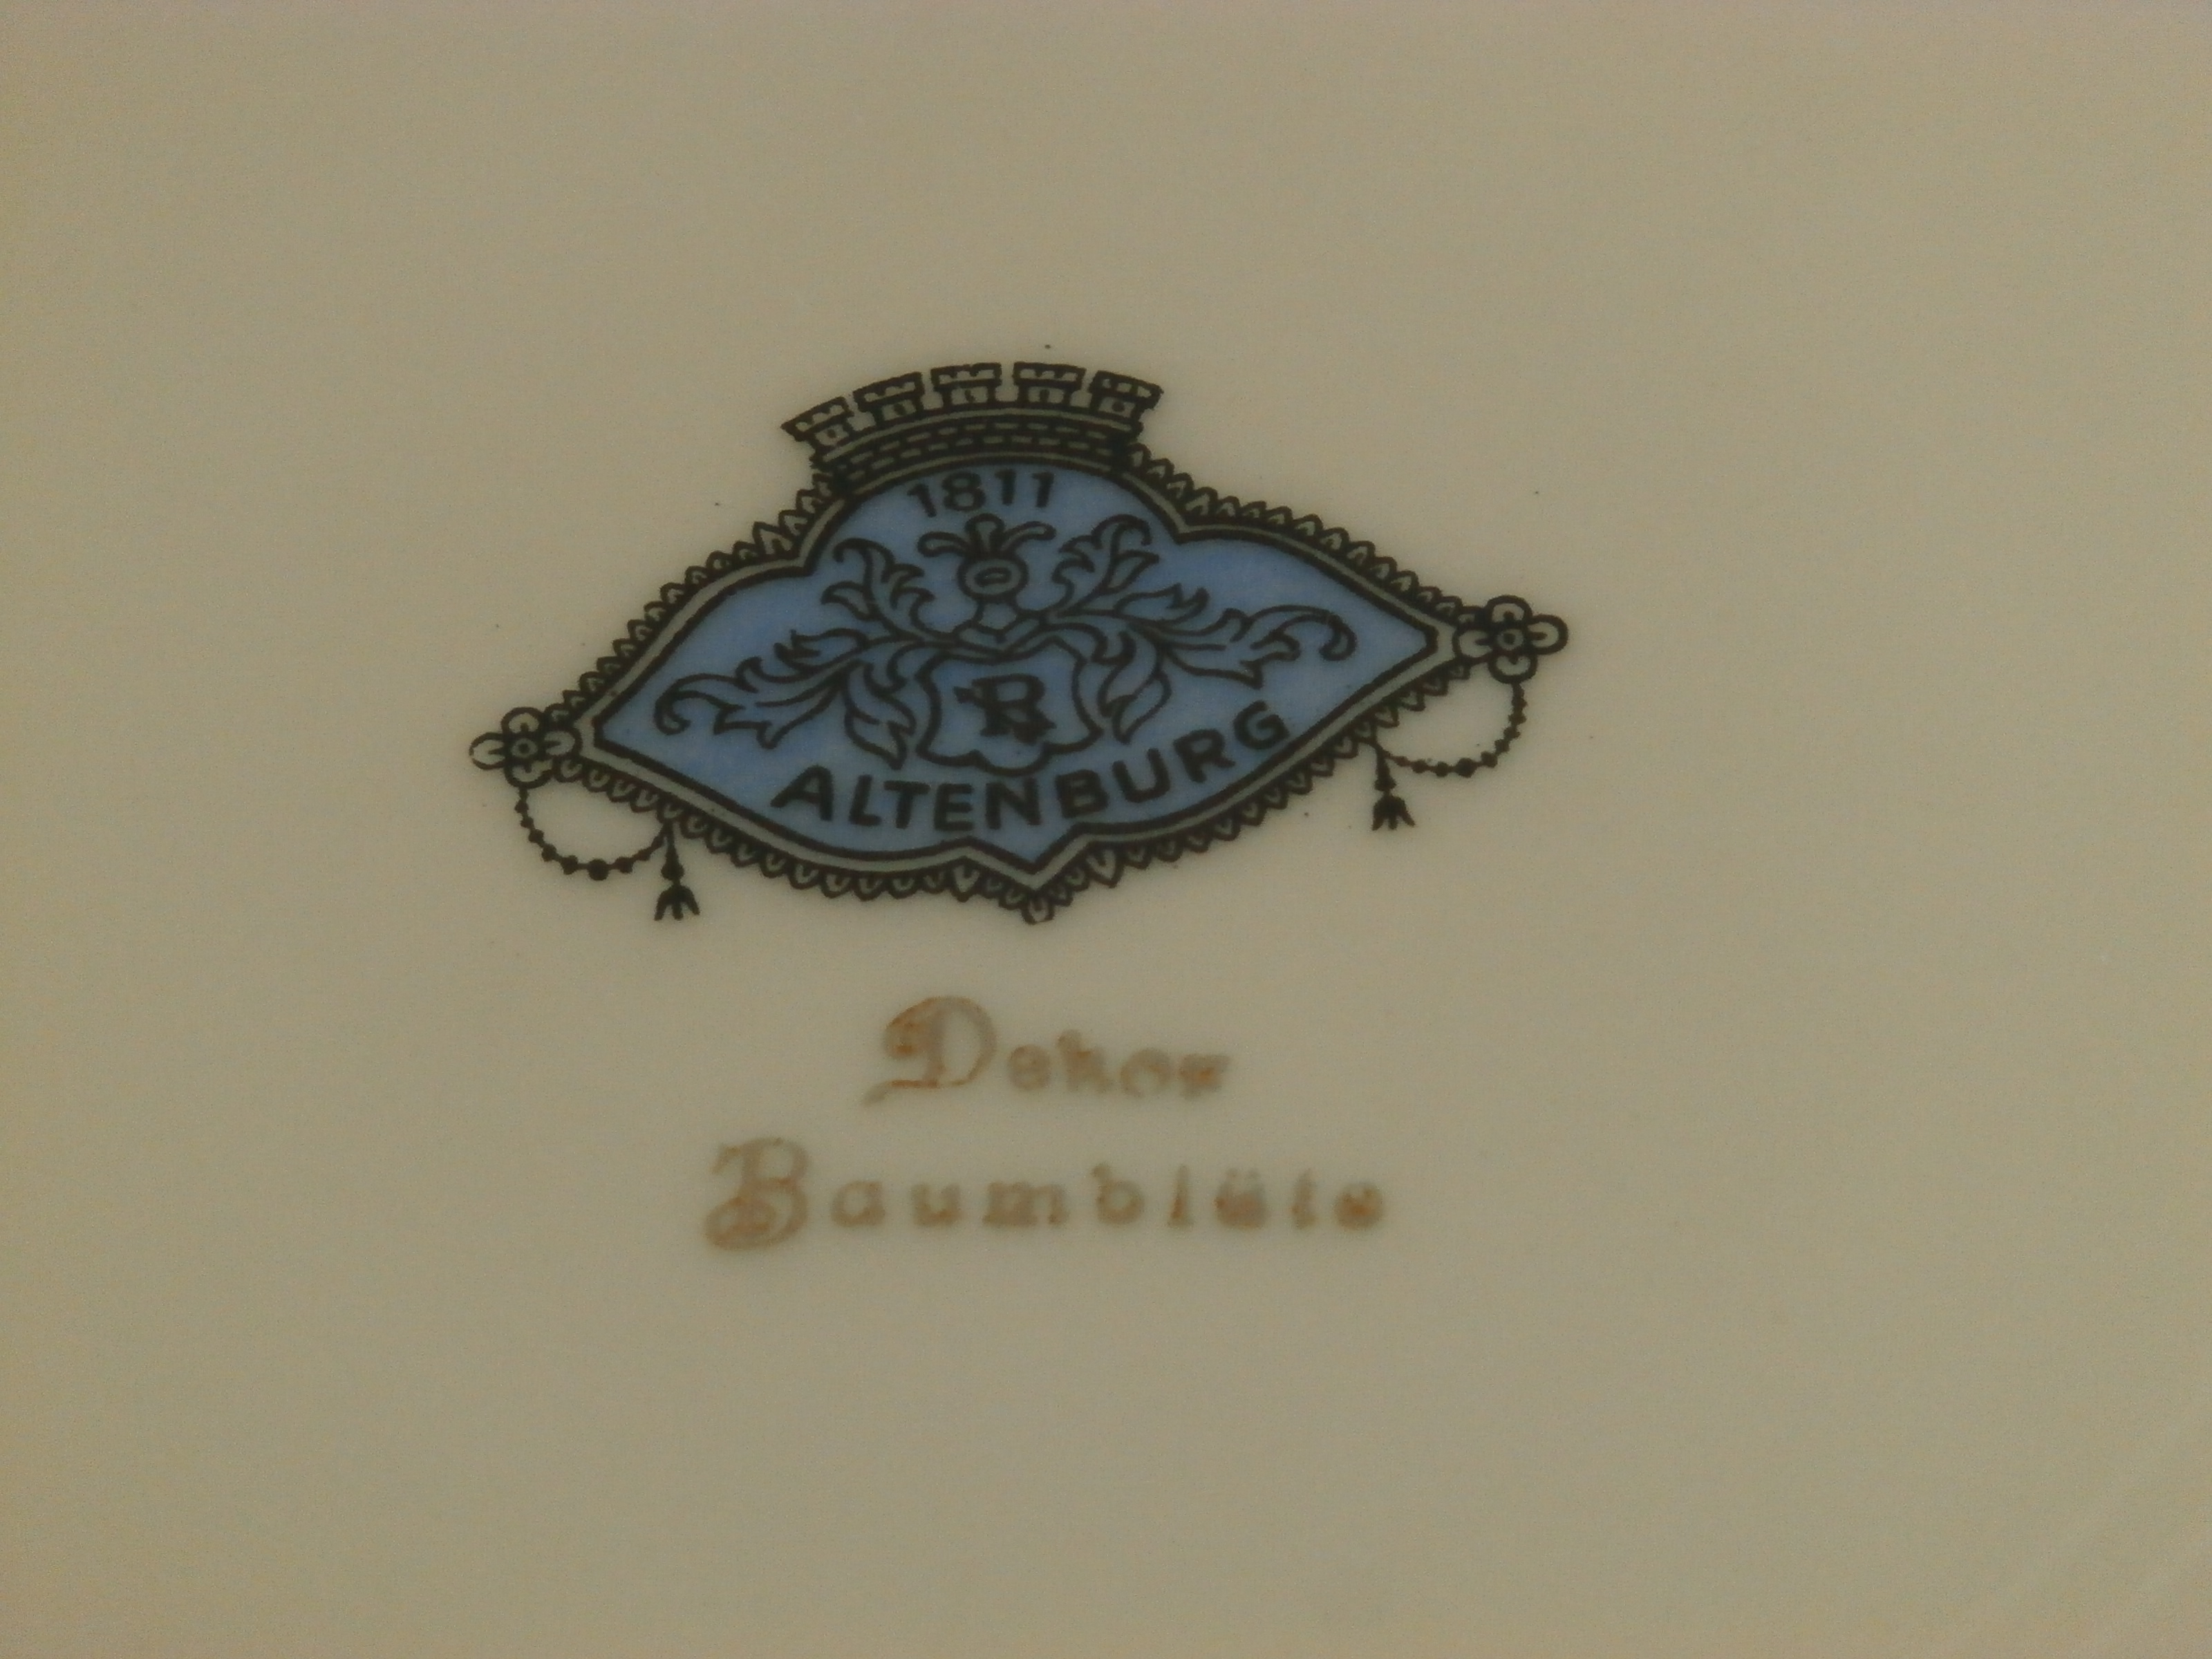 1811
B
ALTENBURG
Dekor
Baumblüte